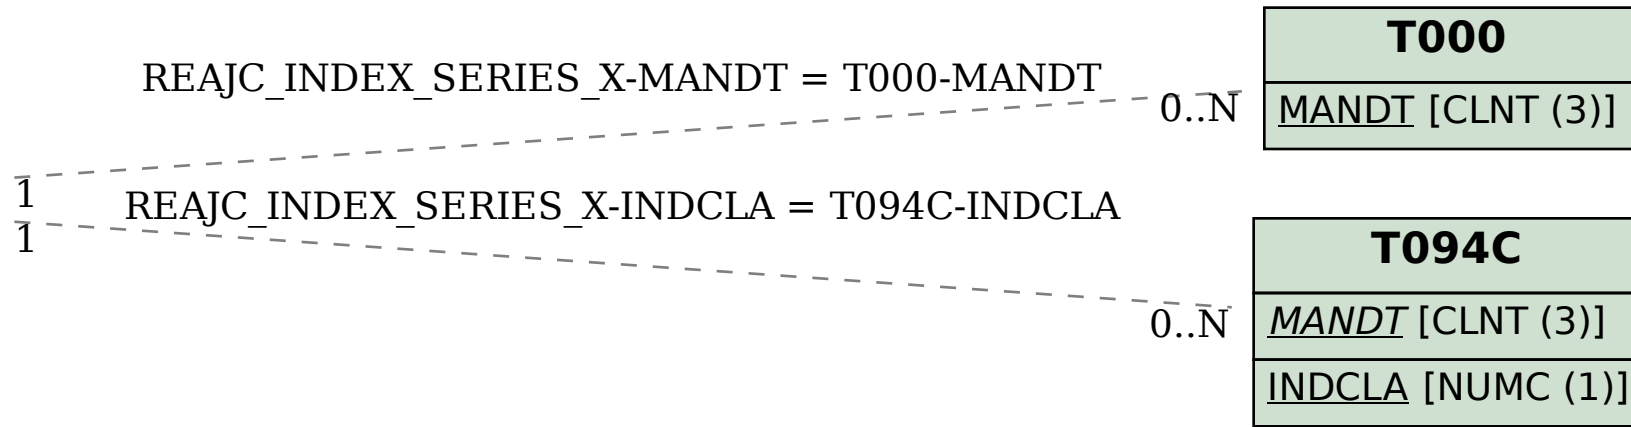 T000
REAJC_INDEX_SERIES_X-MANDT = T000-MANDT
0..N
MANDT [CLNT (3)]
1
REAJC_INDEX_SERIES_X-INDCLA = T094C-INDCLA
1
T094C
0..N
MANDT [CLNT (3)]
INDCLA [NUMC (1)]